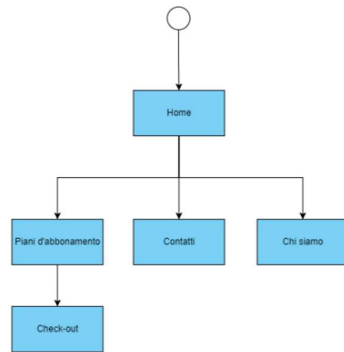 Home
Piani d'abbonamento
Contatti
Chi siamo
Check-out